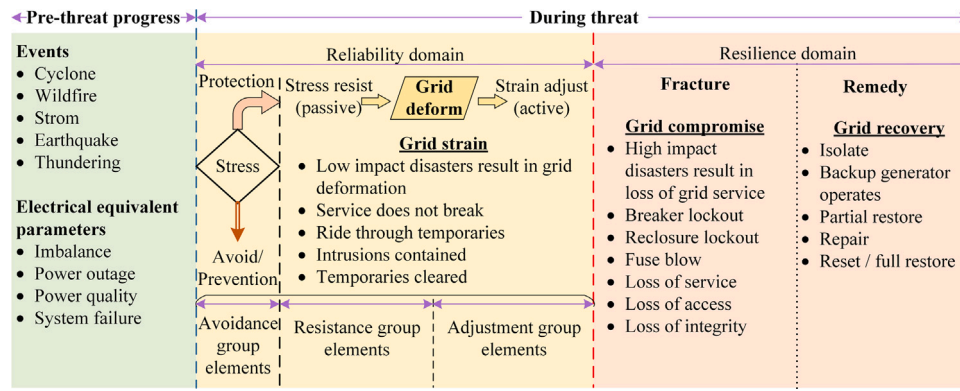 Pre-threat progress
During threat
Events
• Cyclone
• Wildfire
• Strom
• Earthquake
• Thundering
Electrical equivalent
parameters
• Imbalance
• Power outage
• Power quality
• System failure
Reliability domain
Protection
Stress
Avoid/
Prevention
Stress resist
(passive)
Grid
deform
Strain adjust
(active)
Grid strain
• Low impact disasters result in grid
deformation
• Service does not break
• Ride through temporaries
• Intrusions contained
• Temporaries cleared
Avoidance
group
elements
Resistance group
elements
Adjustment group
elements
Resilience domain
Fracture
Grid compromise
• High impact
disasters result in
loss of grid service
• Breaker lockout
• Reclosure lockout
• Fuse blow
• Loss of service
• Loss of access
• Loss of integrity
Remedy
Grid recovery
• Isolate
• Backup generator
operates
• Partial restore
• Repair
• Reset / full restore